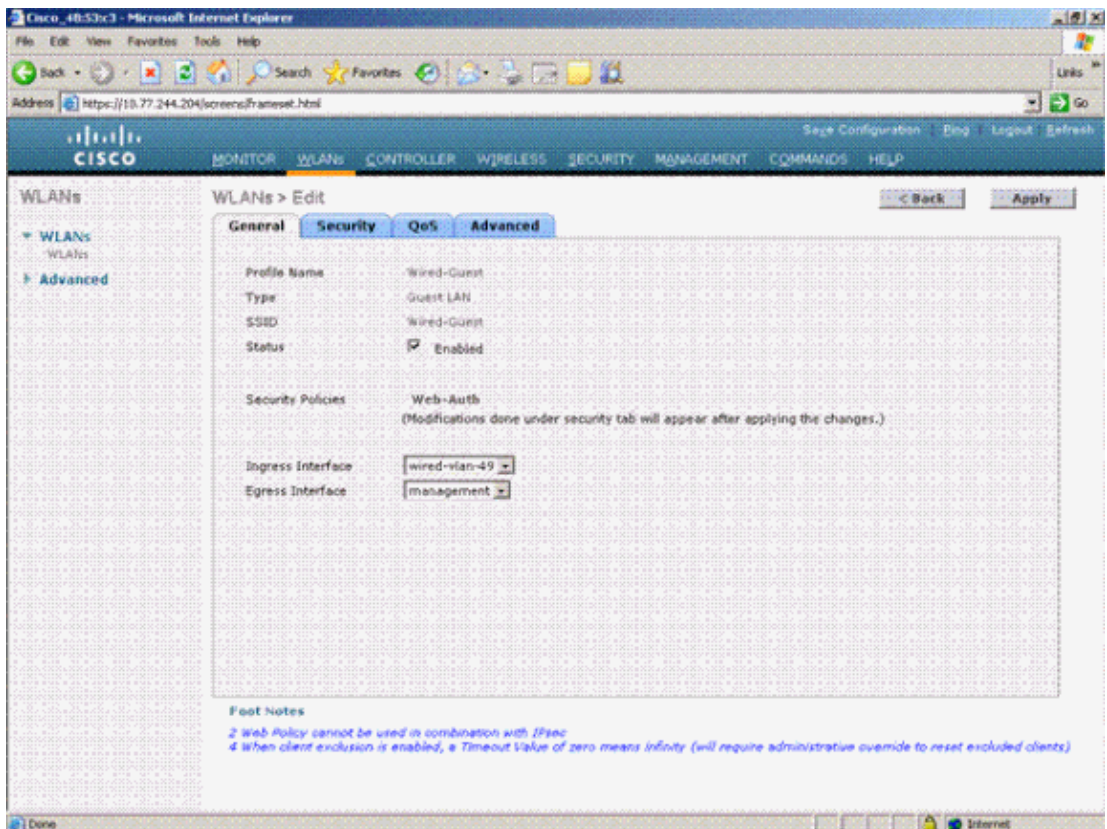 Cisco_40:53:c3 - Microsoft Internet Explorer
File Edit View Favorites Tools Help
Back Search Favorites Links
Address https://10.77.244.204/screens/frameset.html Go
Save Configuration Ping Logout Refresh
CISCO MONITOR WLANs CONTROLLER WIRELESS SECURITY MANAGEMENT COMMANDS HELP
WLANs
WLANs
WLANs
Advanced
WLANs > Edit < Back Apply
General Security QoS Advanced
Profile Name Wired-Guest
Type Guest LAN
SSID Wired-Guest
Status Enabled
Security Policies Web-Auth
(Modifications done under security tab will appear after applying the changes.)
Ingress Interface wired-vlan-49
Egress Interface management
Foot Notes
2 Web Policy cannot be used in combination with IPsec
4 When client exclusion is enabled, a Timeout Value of zero means infinity (will require administrative override to reset excluded clients)
Done Internet